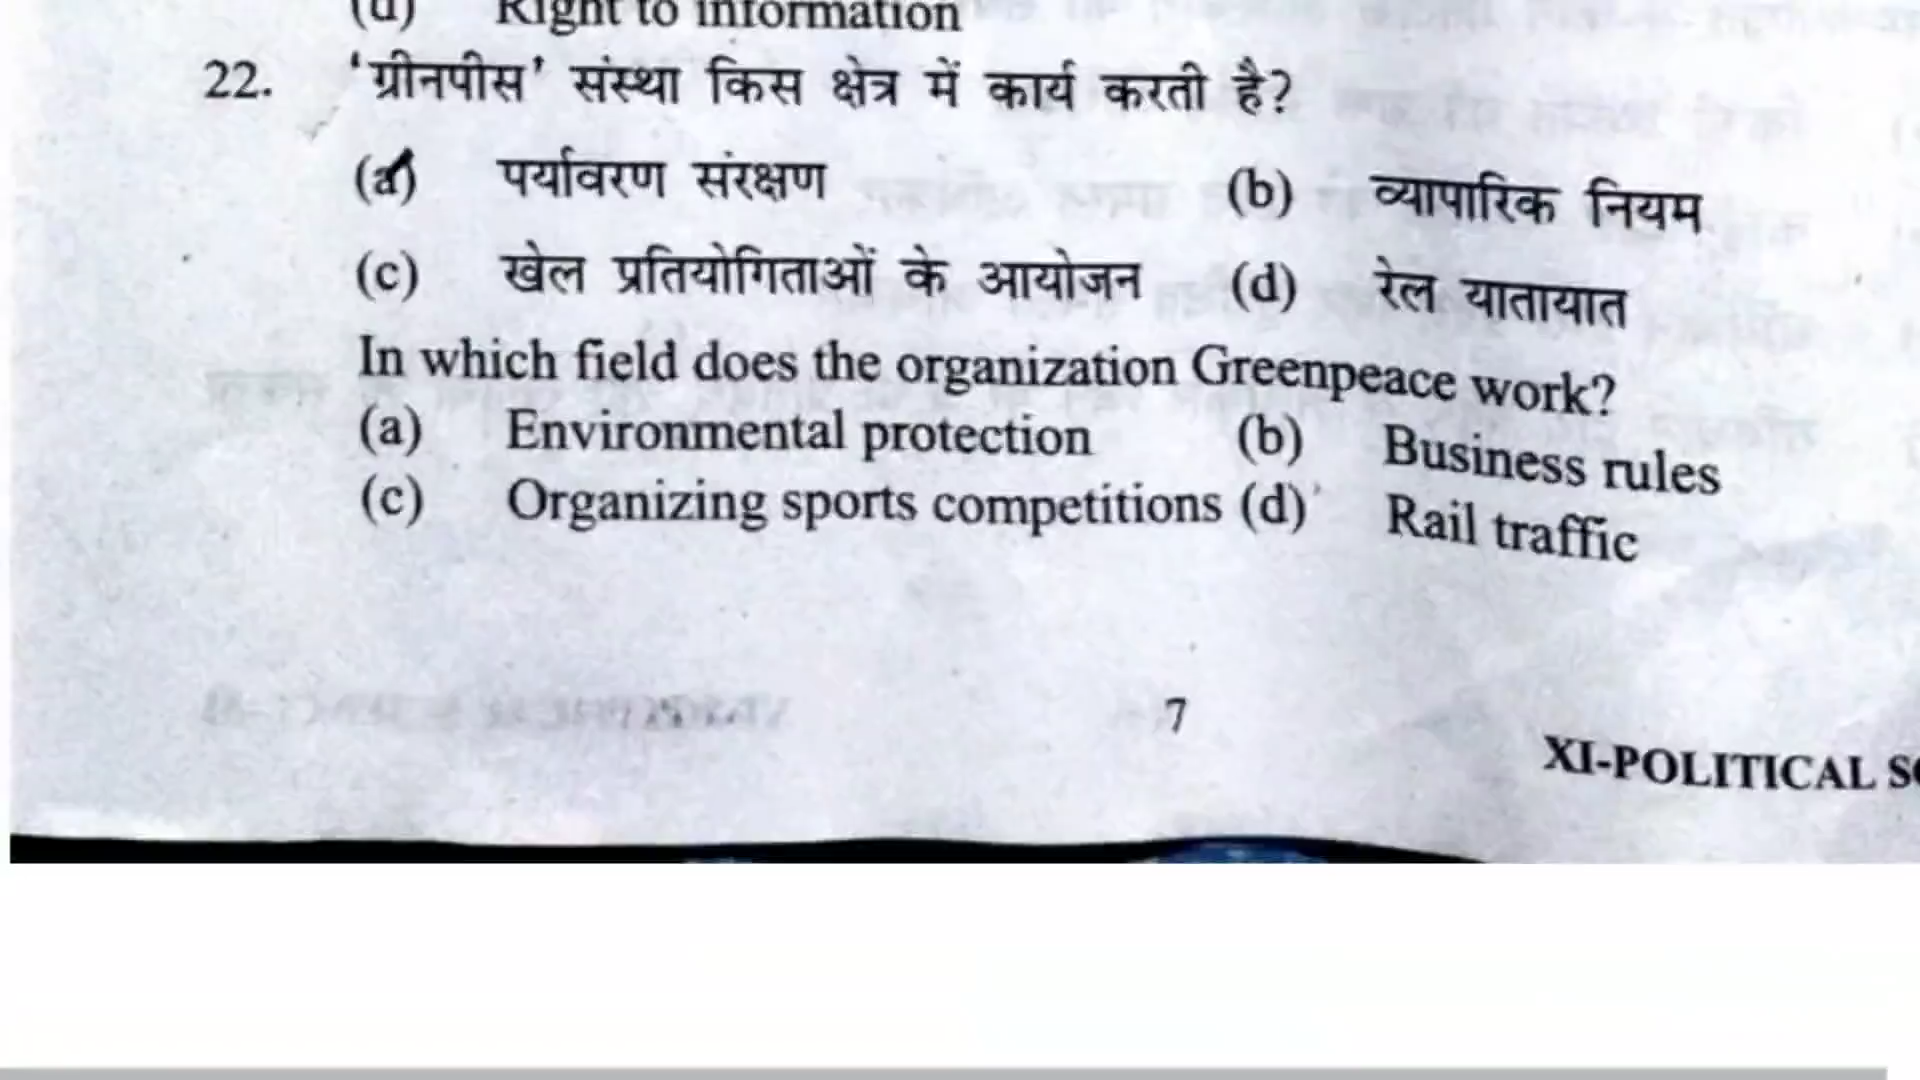 (d) Right to information
22. 'ग्रीनपीस' संस्था किस क्षेत्र में कार्य करती है?
(a) पर्यावरण संरक्षण (b) व्यापारिक नियम
(c) खेल प्रतियोगिताओं के आयोजन (d) रेल यातायात
In which field does the organization Greenpeace work?
(a) Environmental protection (b) Business rules
(c) Organizing sports competitions (d) Rail traffic
7
XI-POLITICAL